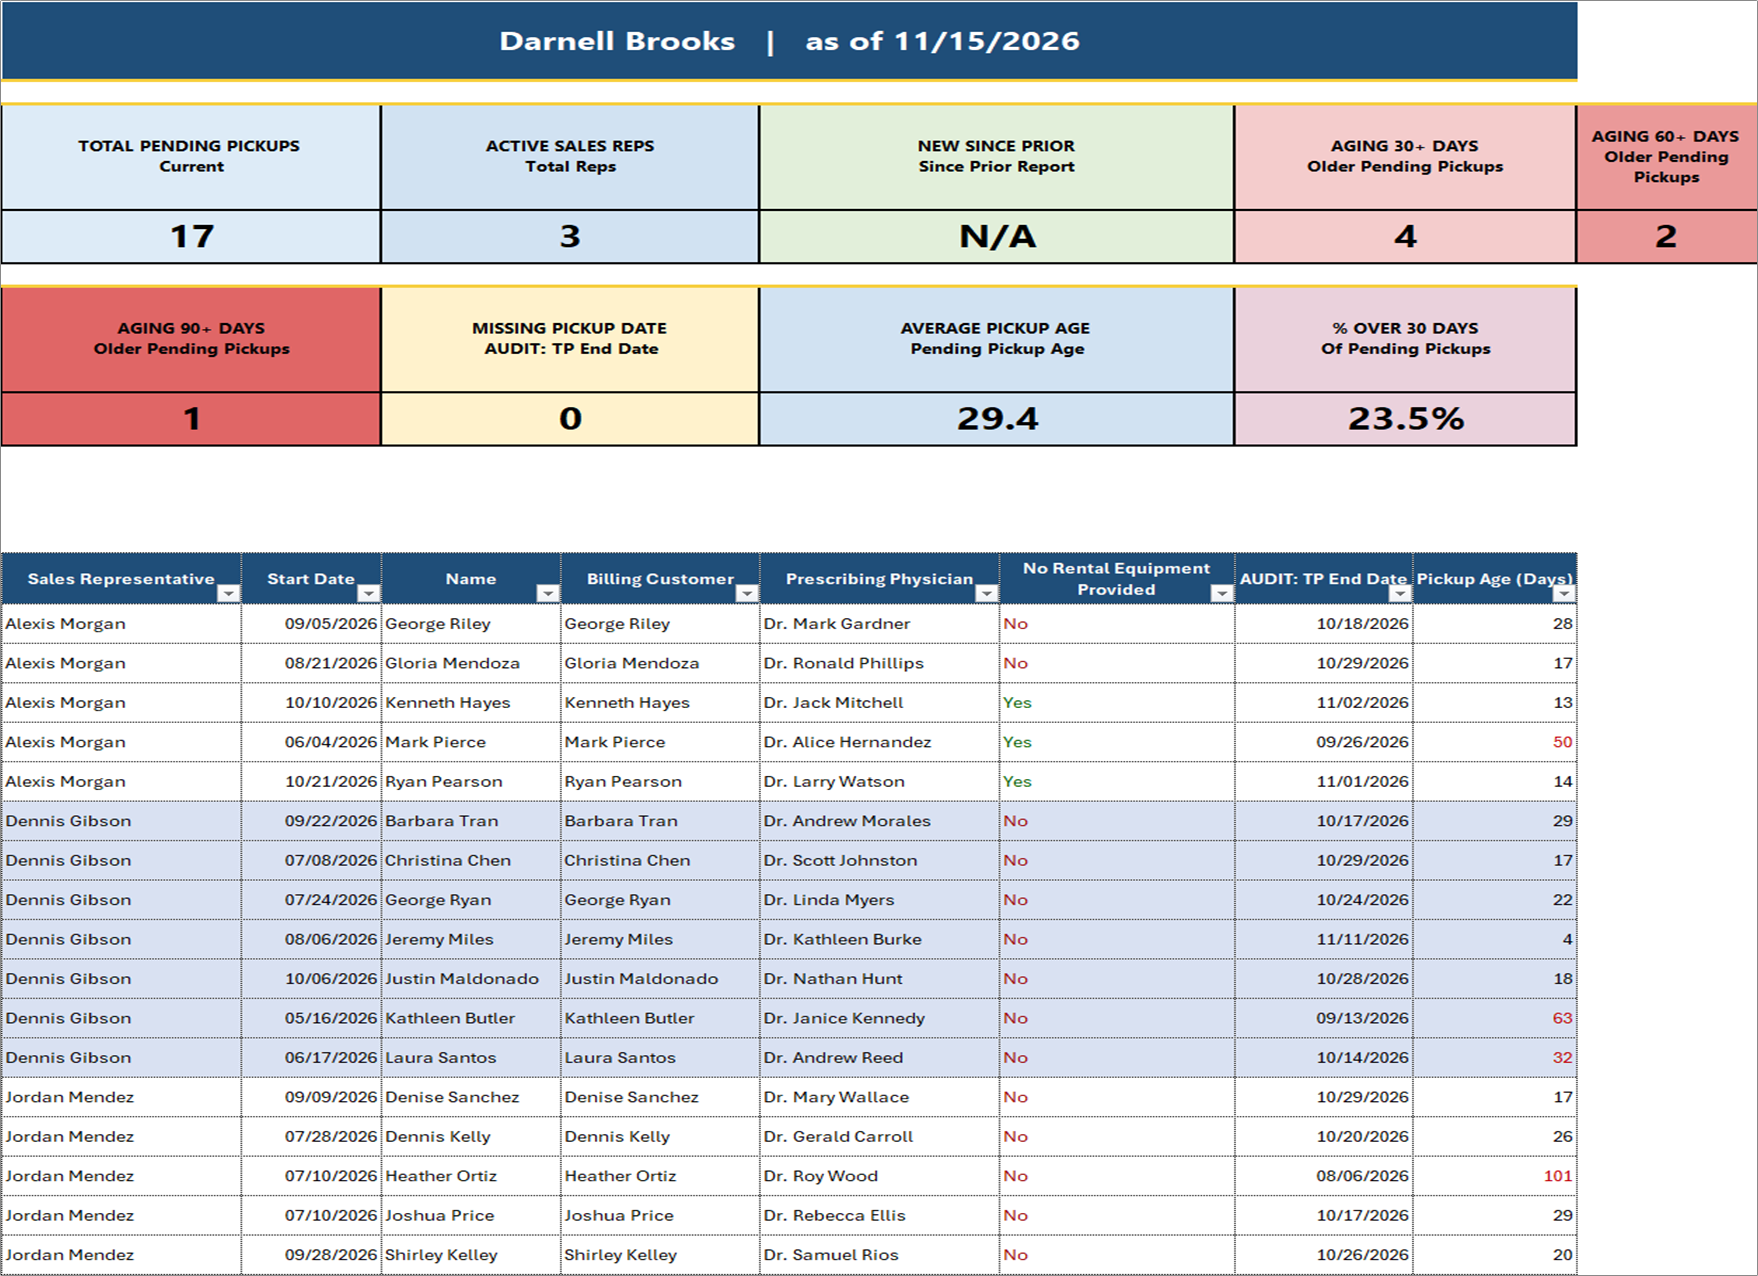 Darnell Brooks | as of 11/15/2026
TOTAL PENDING PICKUPS
Current
ACTIVE SALES REPS
Total Reps
NEW SINCE PRIOR
Since Prior Report
AGING 30+ DAYS
Older Pending Pickups
AGING 60+ DAYS
Older Pending
Pickups
17
3
N/A
4
2
AGING 90+ DAYS
Older Pending Pickups
MISSING PICKUP DATE
AUDIT: TP End Date
AVERAGE PICKUP AGE
Pending Pickup Age
% OVER 30 DAYS
Of Pending Pickups
1
0
29.4
23.5%
Sales Representative Start Date Name Billing Customer Prescribing Physician No Rental Equipment Provided AUDIT: TP End Date Pickup Age (Days)
Alexis Morgan 09/05/2026 George Riley George Riley Dr. Mark Gardner No 10/18/2026 28
Alexis Morgan 08/21/2026 Gloria Mendoza Gloria Mendoza Dr. Ronald Phillips No 10/29/2026 17
Alexis Morgan 10/10/2026 Kenneth Hayes Kenneth Hayes Dr. Jack Mitchell Yes 11/02/2026 13
Alexis Morgan 06/04/2026 Mark Pierce Mark Pierce Dr. Alice Hernandez Yes 09/26/2026 50
Alexis Morgan 10/21/2026 Ryan Pearson Ryan Pearson Dr. Larry Watson Yes 11/01/2026 14
Dennis Gibson 09/22/2026 Barbara Tran Barbara Tran Dr. Andrew Morales No 10/17/2026 29
Dennis Gibson 07/08/2026 Christina Chen Christina Chen Dr. Scott Johnston No 10/29/2026 17
Dennis Gibson 07/24/2026 George Ryan George Ryan Dr. Linda Myers No 10/24/2026 22
Dennis Gibson 08/06/2026 Jeremy Miles Jeremy Miles Dr. Kathleen Burke No 11/11/2026 4
Dennis Gibson 10/06/2026 Justin Maldonado Justin Maldonado Dr. Nathan Hunt No 10/28/2026 18
Dennis Gibson 05/16/2026 Kathleen Butler Kathleen Butler Dr. Janice Kennedy No 09/13/2026 63
Dennis Gibson 06/17/2026 Laura Santos Laura Santos Dr. Andrew Reed No 10/14/2026 32
Jordan Mendez 09/09/2026 Denise Sanchez Denise Sanchez Dr. Mary Wallace No 10/29/2026 17
Jordan Mendez 07/28/2026 Dennis Kelly Dennis Kelly Dr. Gerald Carroll No 10/20/2026 26
Jordan Mendez 07/10/2026 Heather Ortiz Heather Ortiz Dr. Roy Wood No 08/06/2026 101
Jordan Mendez 07/10/2026 Joshua Price Joshua Price Dr. Rebecca Ellis No 10/17/2026 29
Jordan Mendez 09/28/2026 Shirley Kelley Shirley Kelley Dr. Samuel Rios No 10/26/2026 20